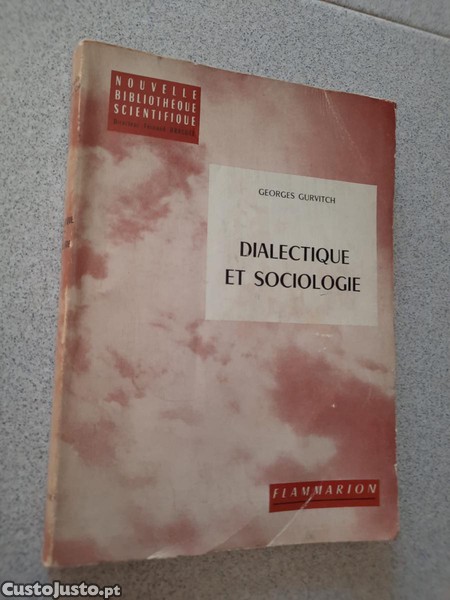 NOUVELLE
BIBLIOTHÈQUE
SCIENTIFIQUE
GEORGES GURVITCH
DIALECTIQUE
ET SOCIOLOGIE
FLAMMARION
CustoJusto.pt